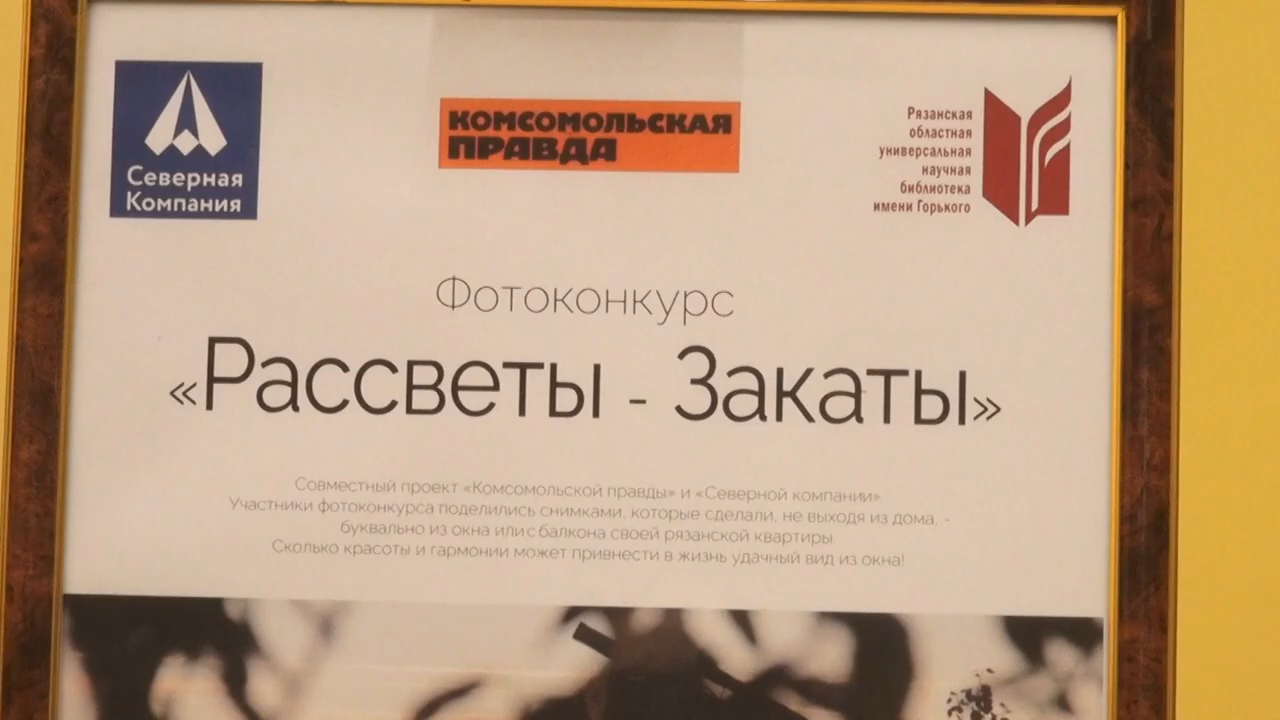 Северная
Компания
КОМСОМОЛЬСКАЯ
ПРАВДА
Рязанская
областная
универсальная
научная
библиотека
имени Горького
Фотоконкурс
«Рассветы - Закаты»
Совместный проект «Комсомольской правды» и «Северной компании»
Участники фотоконкурса поделились снимками, которые сделали, не выходя из дома, -
буквально из окна или с балкона своей рязанской квартиры.
Сколько красоты и гармонии может привнести в жизнь удачный вид из окна!